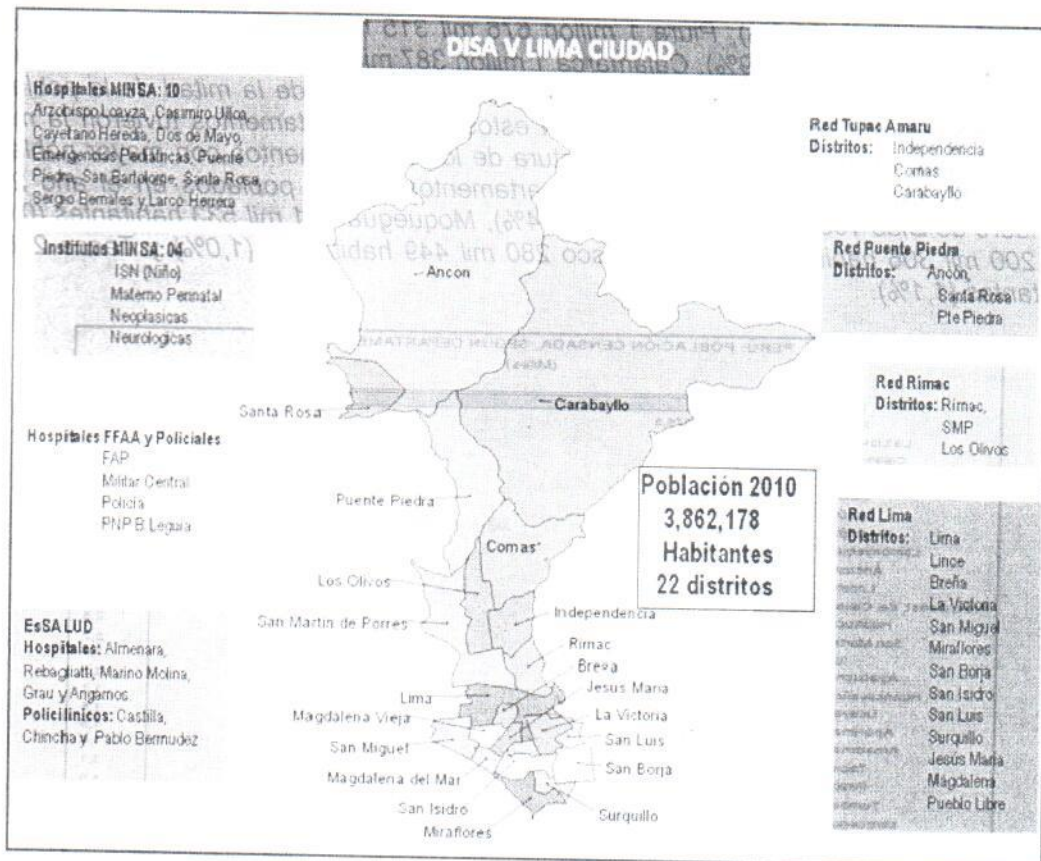 DISA V LIMA CIUDAD
Hospitales MINSA: 10
Arzobispo Loayza, Casimiro Ulloa,
Cayetano Heredia, Dos de Mayo,
Emergencias Pediatricas, Puente
Piedra, San Bartolome, Santa Rosa,
Sergio Bernales y Larco Herrera
Institutos MINSA: 04
ISN (Niño)
Materno Perinatal
Neoplasicas
Neurologicas
Hospitales FFAA y Policiales
FAP
Militar Central
Policia
PNP B.Leguia
EsSALUD
Hospitales: Almenara,
Rebagliatti, Marino Molina,
Grau y Angamos.
Policilinicos: Castilla,
Chincha y Pablo Bermudez
Ancon
Carabayllo
Santa Rosa
Puente Piedra
Comas
Los Olivos
San Martin de Porres
Independencia
Rimac
Breña
Jesus Maria
Lima
Magdalena Vieja
La Victoria
San Miguel
San Luis
Magdalena del Mar
San Borja
San Isidro
Surquillo
Miraflores
Población 2010
3,862,178
Habitantes
22 distritos
Red Tupac Amaru
Distritos: Independencia
Comas
Carabayllo
Red Puente Piedra
Distritos: Ancón,
Santa Rosa
Pte Piedra
Red Rimac
Distritos: Rimac,
SMP
Los Olivos
Red Lima
Distritos: Lima
Lince
Breña
La Victoria
San Miguel
Miraflores
San Borja
San Isidro
San Luis
Surquillo
Jesús Maria
Magdalena
Pueblo Libre